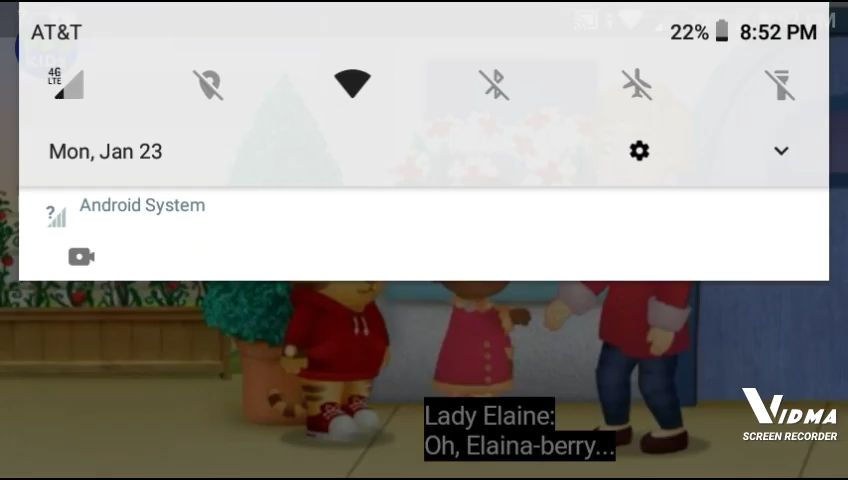 AT&T
22%
8:52 PM
4G
LTE
Mon, Jan 23
?
Android System
Lady Elaine:
Oh, Elaina-berry...
VIDMA
SCREEN RECORDER